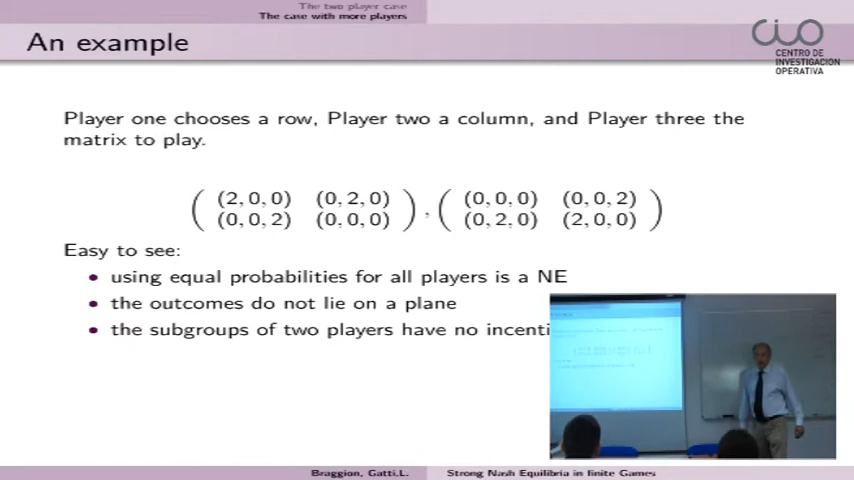 The two player case
The case with more players
An example
CIO
CENTRO DE
INVESTIGACIÓN
OPERATIVA
Player one chooses a row, Player two a column, and Player three the
matrix to play.
( (2, 0, 0) (0, 2, 0) ) , ( (0, 0, 0) (0, 0, 2) )
( (0, 0, 2) (0, 0, 0) ) , ( (0, 2, 0) (2, 0, 0) )
Easy to see:
• using equal probabilities for all players is a NE
• the outcomes do not lie on a plane
• the subgroups of two players have no incenti
Braggion, Gatti,L. Strong Nash Equilibria in finite Games